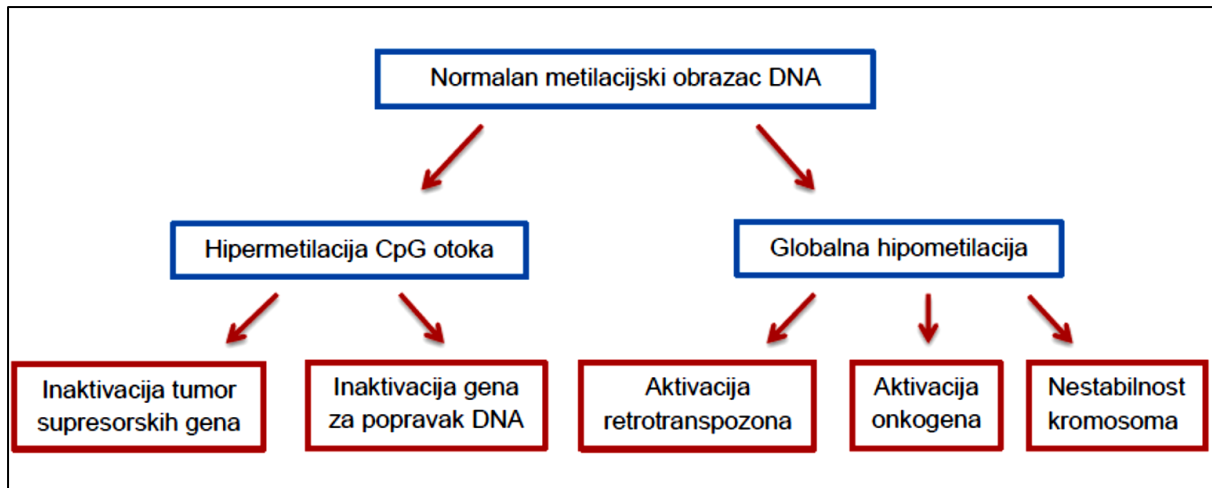 Normalan metilacijski obrazac DNA
Hipermetilacija CpG otoka
Globalna hipometilacija
Inaktivacija tumor
supresorskih gena
Inaktivacija gena
za popravak DNA
Aktivacija
retrotranspozona
Aktivacija
onkogena
Nestabilnost
kromosoma